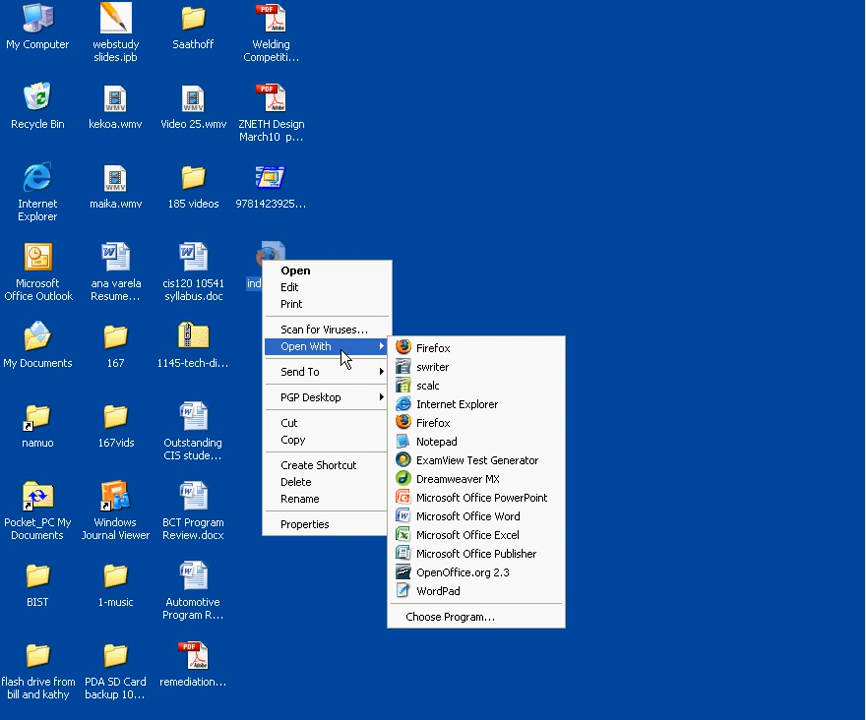 My Computer
webstudy
slides.ipb
Saathoff
Welding
Competiti...
Recycle Bin
kekoa.wmv
Video 25.wmv
ZNETH Design
March10 p...
Internet
Explorer
maika.wmv
185 videos
9781423925...
Microsoft
Office Outlook
ana varela
Resume...
cis120 10541
syllabus.doc
ind
My Documents
167
1145-tech-di...
namuo
167vids
Outstanding
CIS stude...
Pocket_PC My
Documents
Windows
Journal Viewer
BCT Program
Review.docx
BIST
1-music
Automotive
Program R...
flash drive from
bill and kathy
PDA SD Card
backup 10...
remediation...
Open
Edit
Print
Scan for Viruses...
Open With
Send To
PGP Desktop
Cut
Copy
Create Shortcut
Delete
Rename
Properties
Firefox
swriter
scalc
Internet Explorer
Firefox
Notepad
ExamView Test Generator
Dreamweaver MX
Microsoft Office PowerPoint
Microsoft Office Word
Microsoft Office Excel
Microsoft Office Publisher
OpenOffice.org 2.3
WordPad
Choose Program...